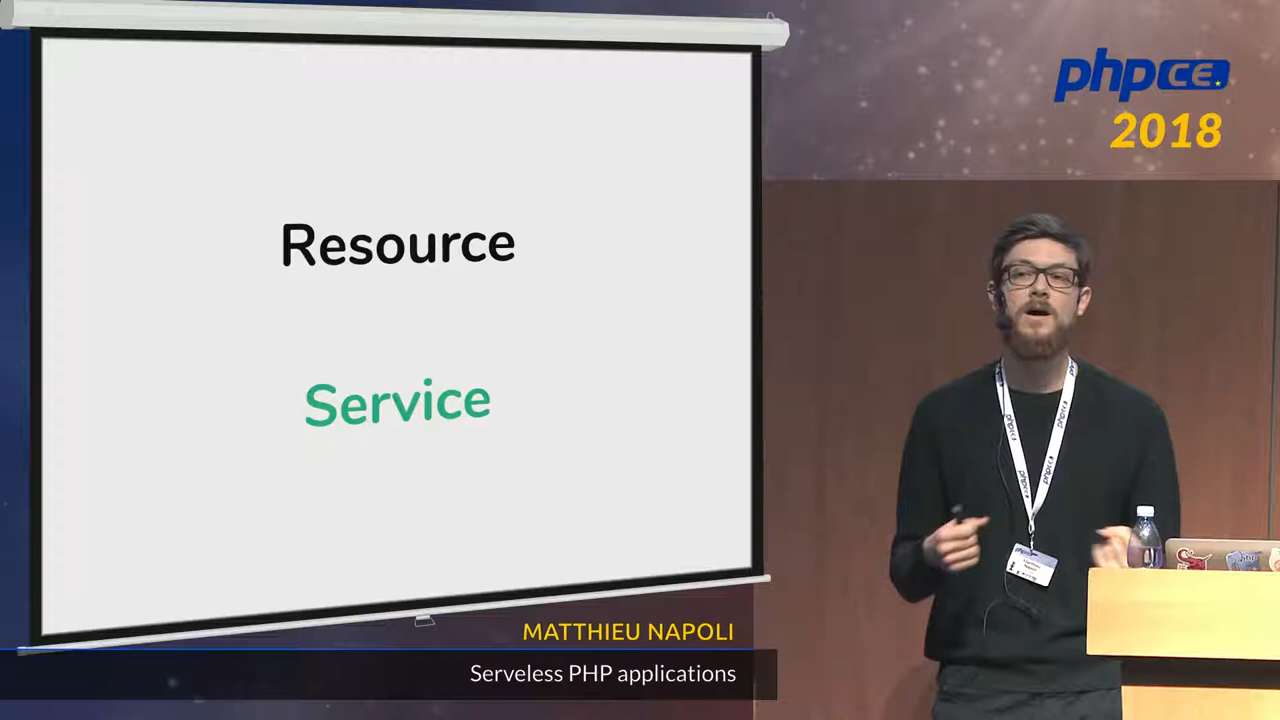 phpce
2018
Resource
Service
MATTHIEU NAPOLI
Serveless PHP applications